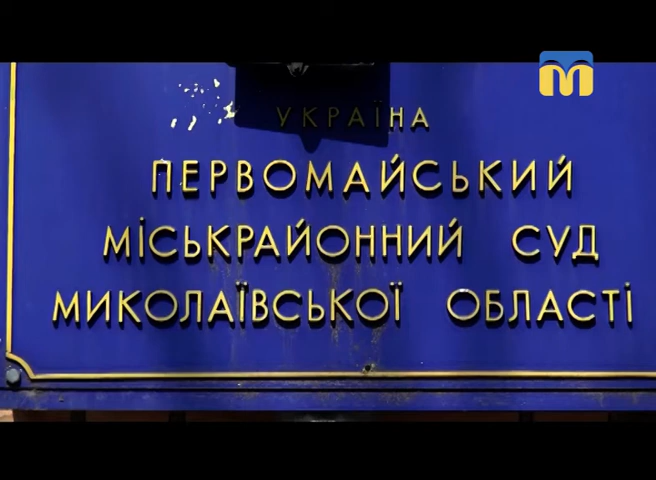 УКРАЇНА
ПЕРВОМАЙСЬКИЙ
МІСЬКРАЙОННИЙ СУД
МИКОЛАЇВСЬКОЇ ОБЛАСТІ